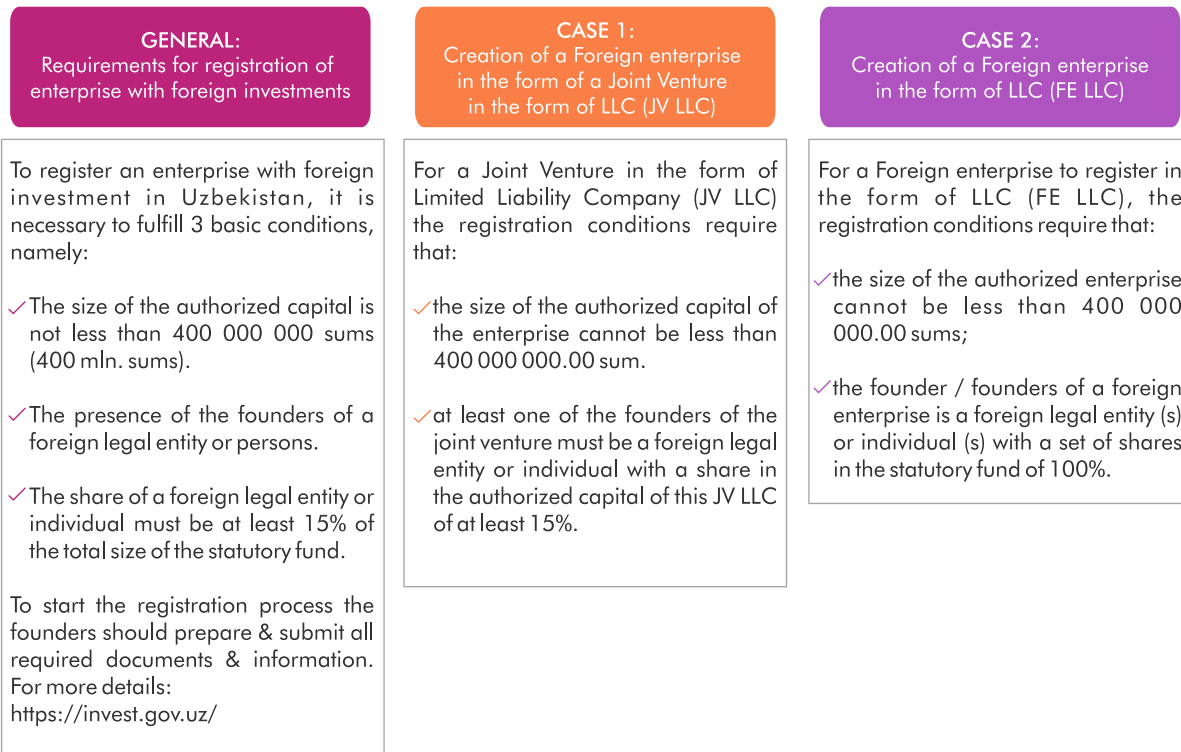 GENERAL:
Requirements for registration of
enterprise with foreign investments
To register an enterprise with foreign
investment in Uzbekistan, it is
necessary to fulfill 3 basic conditions,
namely:
The size of the authorized capital is
not less than 400 000 000 sums
(400 mln. sums).
The presence of the founders of a
foreign legal entity or persons.
The share of a foreign legal entity or
individual must be at least 15% of
the total size of the statutory fund.
To start the registration process the
founders should prepare & submit all
required documents & information.
For more details:
https://invest.gov.uz/
CASE 1:
Creation of a Foreign enterprise
in the form of a Joint Venture
in the form of LLC (JV LLC)
For a Joint Venture in the form of
Limited Liability Company (JV LLC)
the registration conditions require
that:
the size of the authorized capital of
the enterprise cannot be less than
400 000 000.00 sum.
at least one of the founders of the
joint venture must be a foreign legal
entity or individual with a share in
the authorized capital of this JV LLC
of at least 15%.
CASE 2:
Creation of a Foreign enterprise
in the form of LLC (FE LLC)
For a Foreign enterprise to register in
the form of LLC (FE LLC), the
registration conditions require that:
the size of the authorized enterprise
cannot be less than 400 000
000.00 sums;
the founder / founders of a foreign
enterprise is a foreign legal entity (s)
or individual (s) with a set of shares
in the statutory fund of 100%.